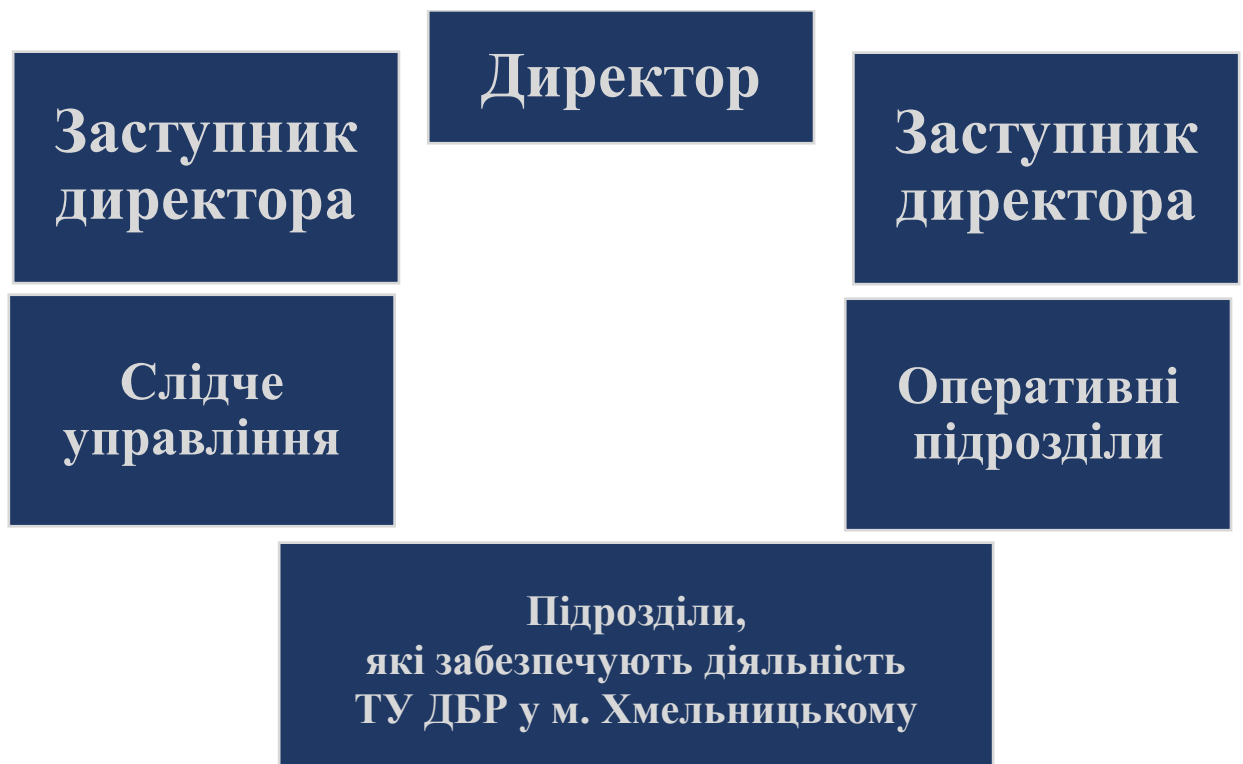 Директор
Заступник
директора
Заступник
директора
Слідче
управління
Оперативні
підрозділи
Підрозділи,
які забезпечують діяльність
ТУ ДБР у м. Хмельницькому